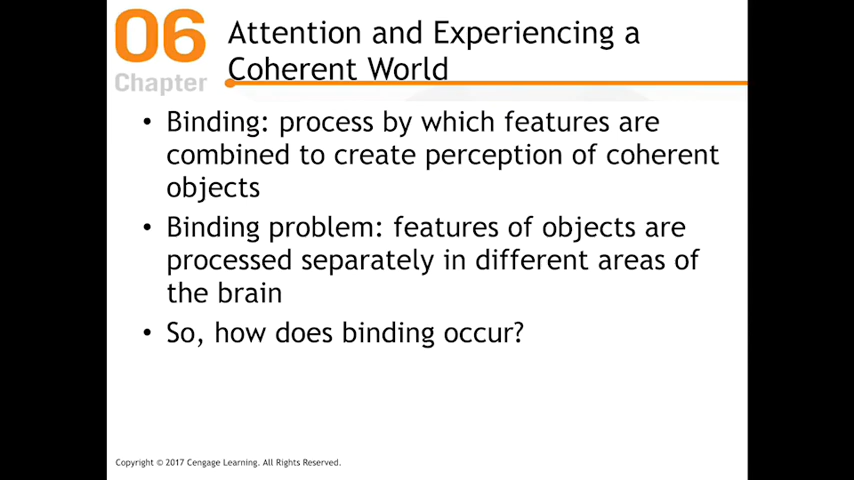 06
Chapter
Attention and Experiencing a
Coherent World
• Binding: process by which features are
combined to create perception of coherent
objects
• Binding problem: features of objects are
processed separately in different areas of
the brain
• So, how does binding occur?
Copyright © 2017 Cengage Learning. All Rights Reserved.